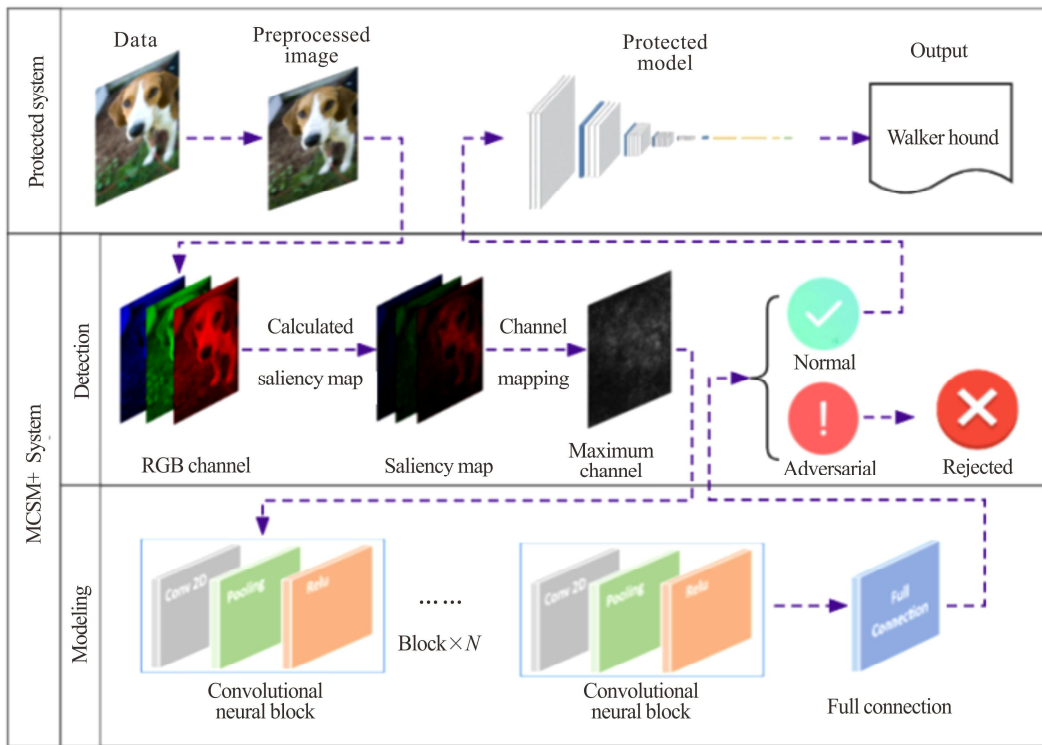 Protected system
Data
Preprocessed
image
Protected
model
Output
Walker hound
MCSM+ System
Detection
Calculated
saliency map
Channel
mapping
RGB channel
Saliency map
Maximum
channel
Normal
!
Adversarial
Rejected
Modeling
Conv 2D
Pooling
Relu
……
Block×N
Conv 2D
Pooling
Relu
Full
Connection
Convolutional
neural block
Convolutional
neural block
Full connection